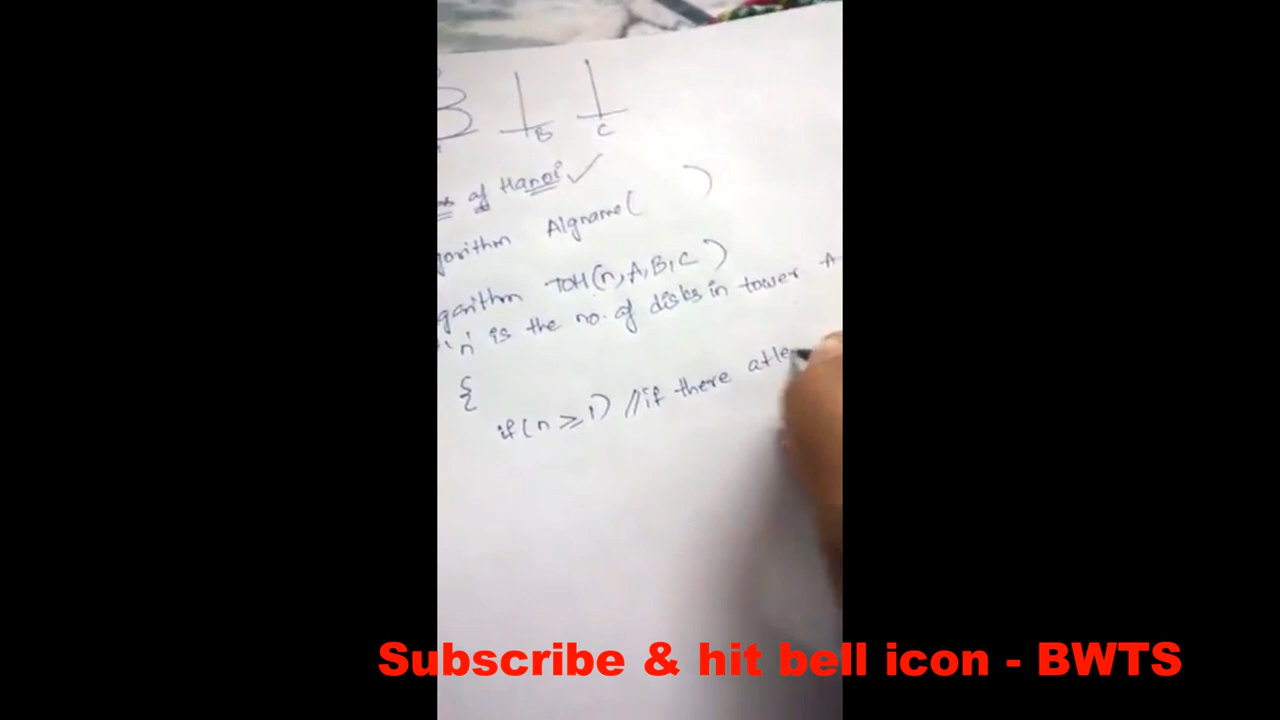 B C
of Hanoi ✓
gorithm Algname( )
gorithm TOH(n,A,B,C)
'n' is the no. of disks in tower A
{
if(n ≥ 1) //if there atle
Subscribe & hit bell icon - BWTS